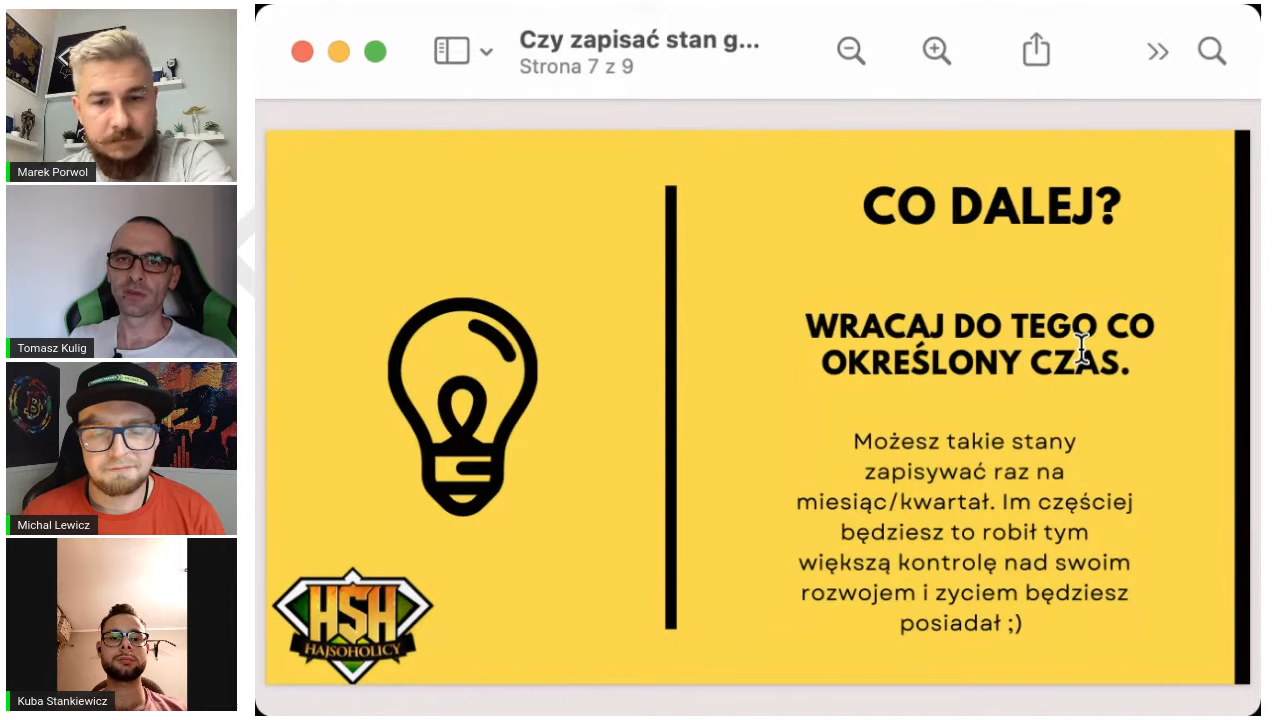 Marek Porwol
Tomasz Kulig
Michal Lewicz
Kuba Stankiewicz
Czy zapisać stan g...
Strona 7 z 9
CO DALEJ?
WRACAJ DO TEGO CO
OKREŚLONY CZAS.
Możesz takie stany
zapisywać raz na
miesiąc/kwartał. Im częściej
będziesz to robił tym
większą kontrolę nad swoim
rozwojem i zyciem będziesz
posiadał ;)
H$H
HAJSOHOLICY